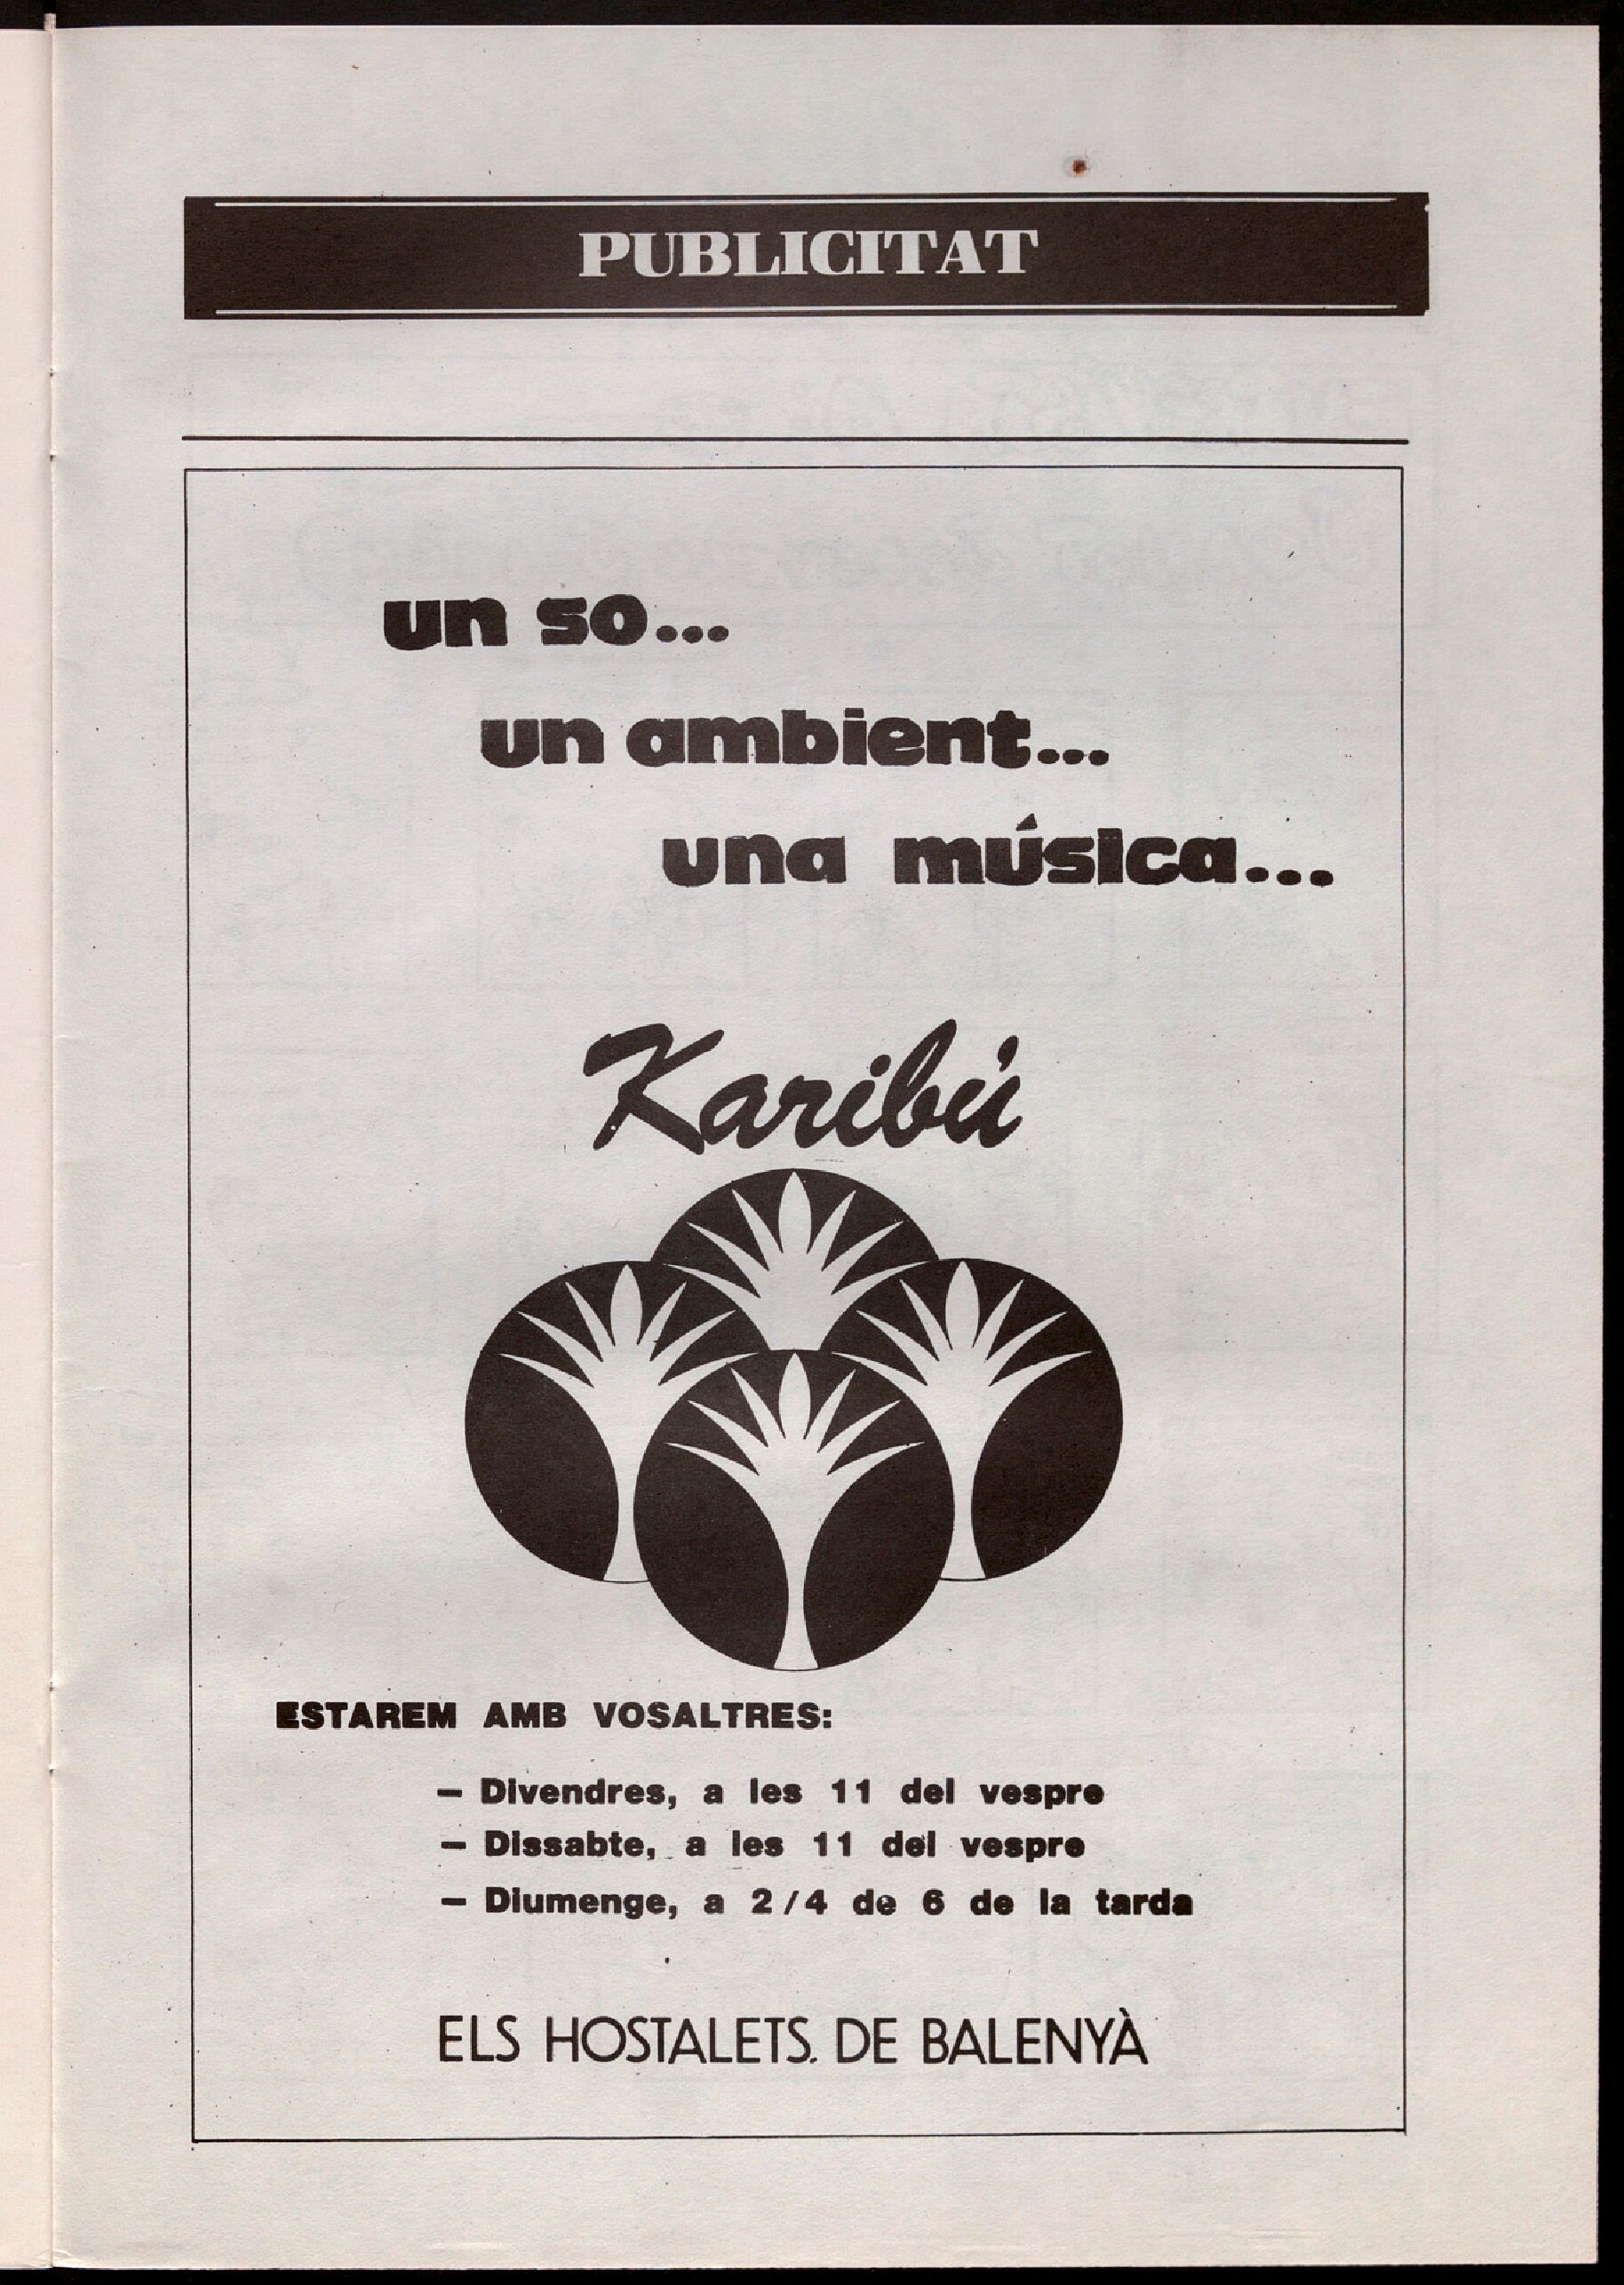 PUBLICITAT
un so...
un ambient...
una música...
Karibú
ESTAREM AMB VOSALTRES:
— Divendres, a les 11 del vespre
— Dissabte, a les 11 del vespre
— Diumenge, a 2/4 de 6 de la tarda
ELS HOSTALETS DE BALENYÀ